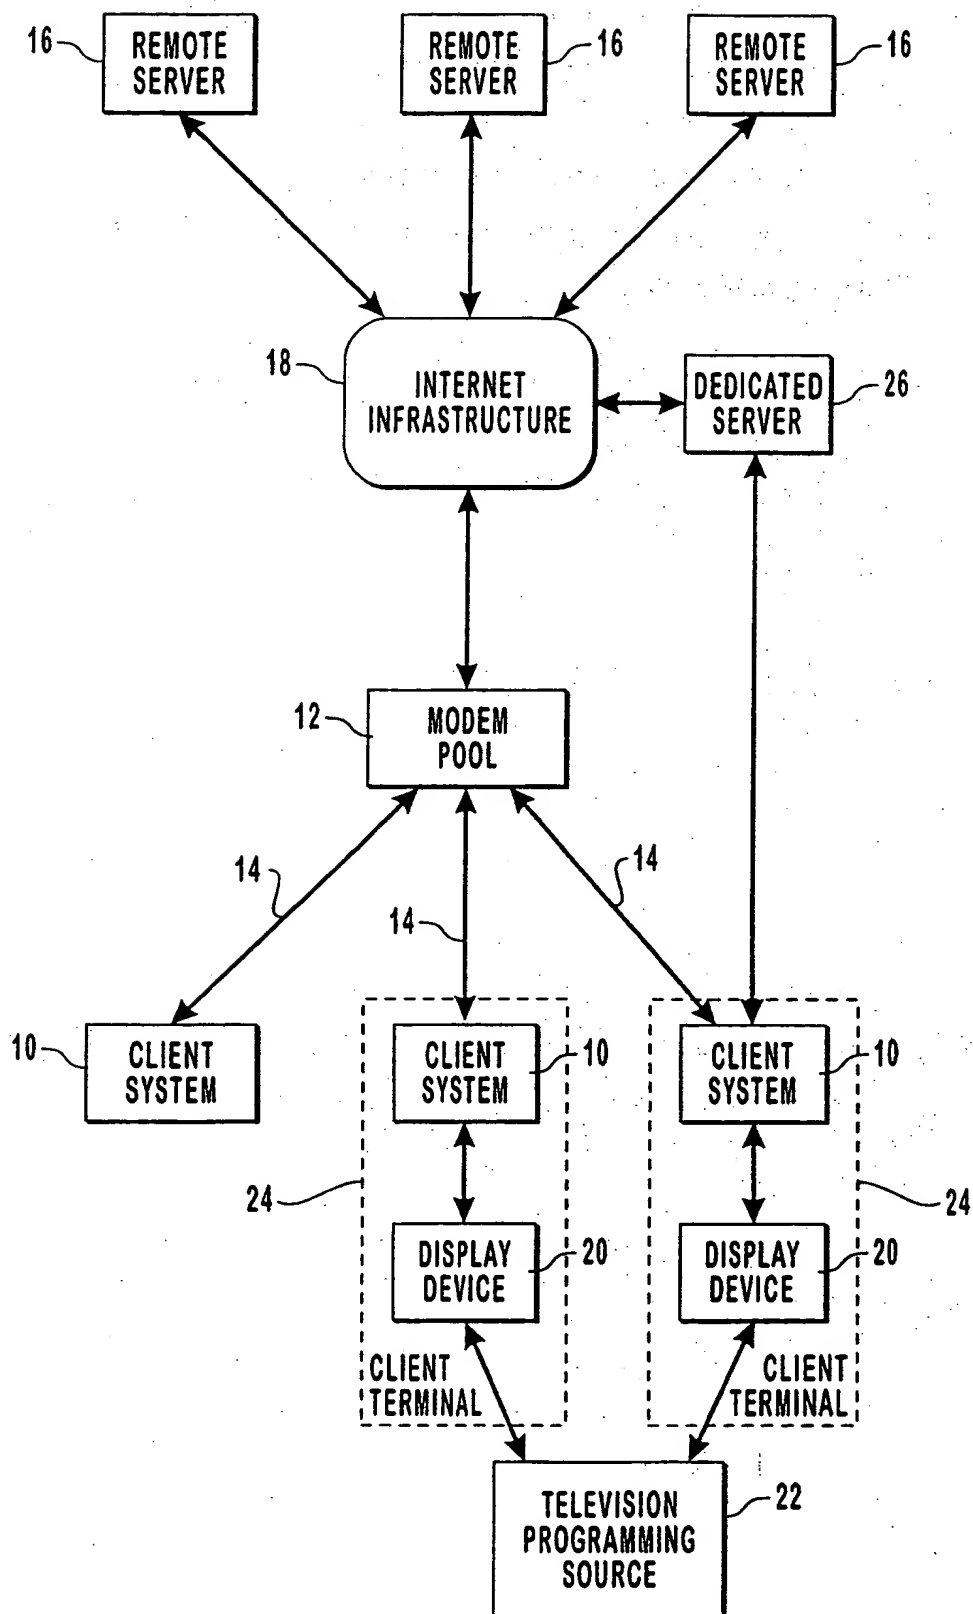 16
REMOTE
SERVER
REMOTE
SERVER
16
REMOTE
SERVER
16
18
INTERNET
INFRASTRUCTURE
DEDICATED
SERVER
26
12
MODEM
POOL
14
14
14
10
CLIENT
SYSTEM
CLIENT
SYSTEM
10
CLIENT
SYSTEM
10
24
24
DISPLAY
DEVICE
20
DISPLAY
DEVICE
20
CLIENT
TERMINAL
CLIENT
TERMINAL
TELEVISION
PROGRAMMING
SOURCE
22